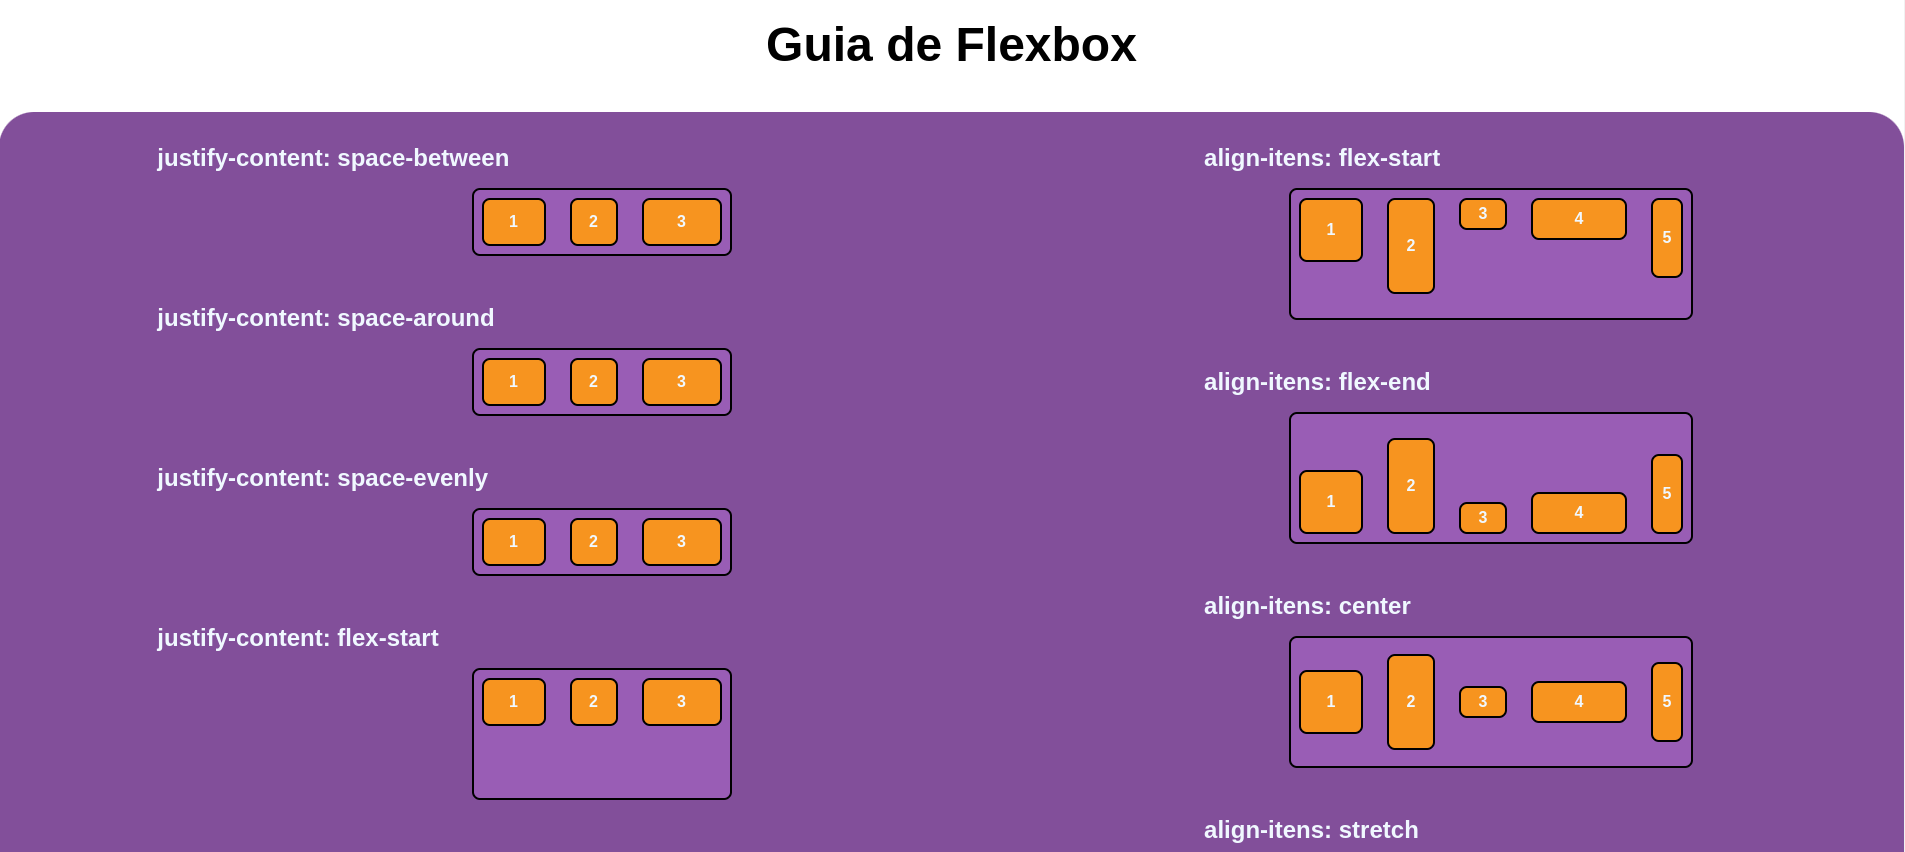 Guia de Flexbox
justify-content: space-between
1 2 3
justify-content: space-around
1 2 3
justify-content: space-evenly
1 2 3
justify-content: flex-start
1 2 3
align-itens: flex-start
1 2 3 4 5
align-itens: flex-end
1 2 3 4 5
align-itens: center
1 2 3 4 5
align-itens: stretch